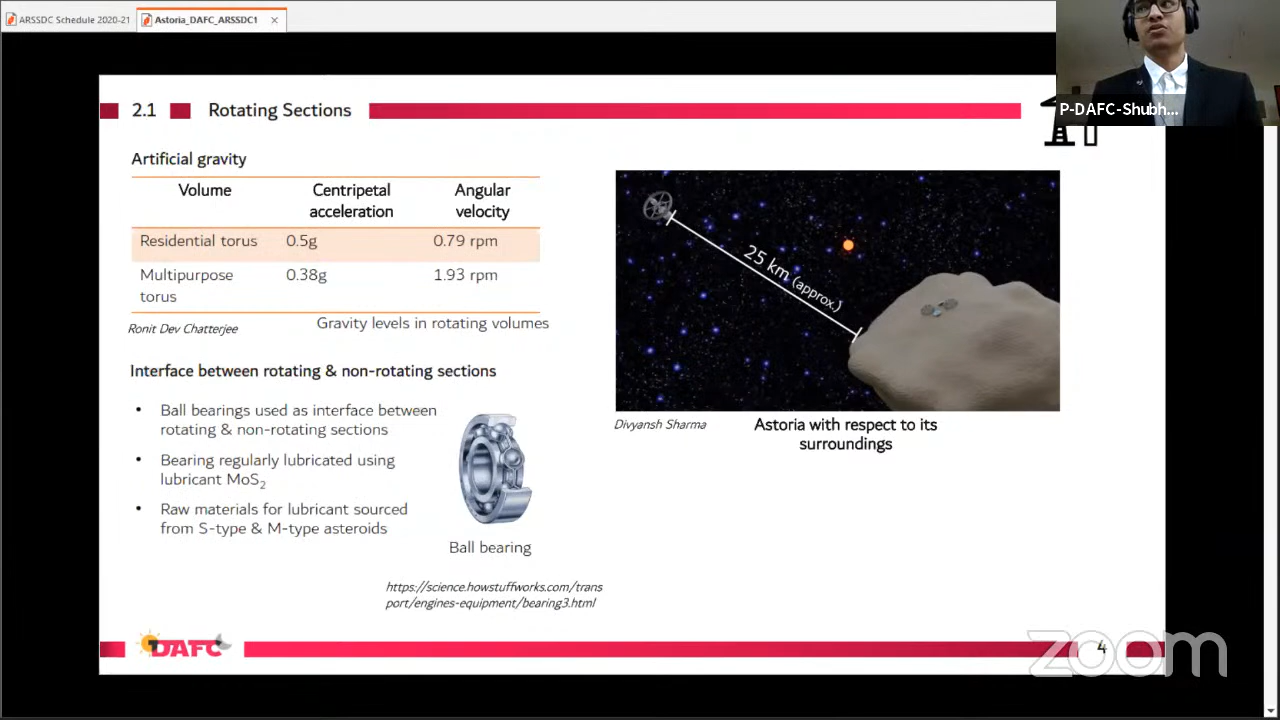 ARSSDC Schedule 2020-21
Astoria_DAFC_ARSSDC1
P-DAFC-Shubh...
2.1 Rotating Sections
Artificial gravity
Volume Centripetal acceleration Angular velocity
Residential torus 0.5g 0.79 rpm
Multipurpose torus 0.38g 1.93 rpm
Ronit Dev Chatterjee
Gravity levels in rotating volumes
25 km (approx.)
Divyansh Sharma
Astoria with respect to its
surroundings
Interface between rotating & non-rotating sections
• Ball bearings used as interface between
rotating & non-rotating sections
• Bearing regularly lubricated using
lubricant MoS2
• Raw materials for lubricant sourced
from S-type & M-type asteroids
Ball bearing
https://science.howstuffworks.com/trans
port/engines-equipment/bearing3.html
DAFC
4
zoom